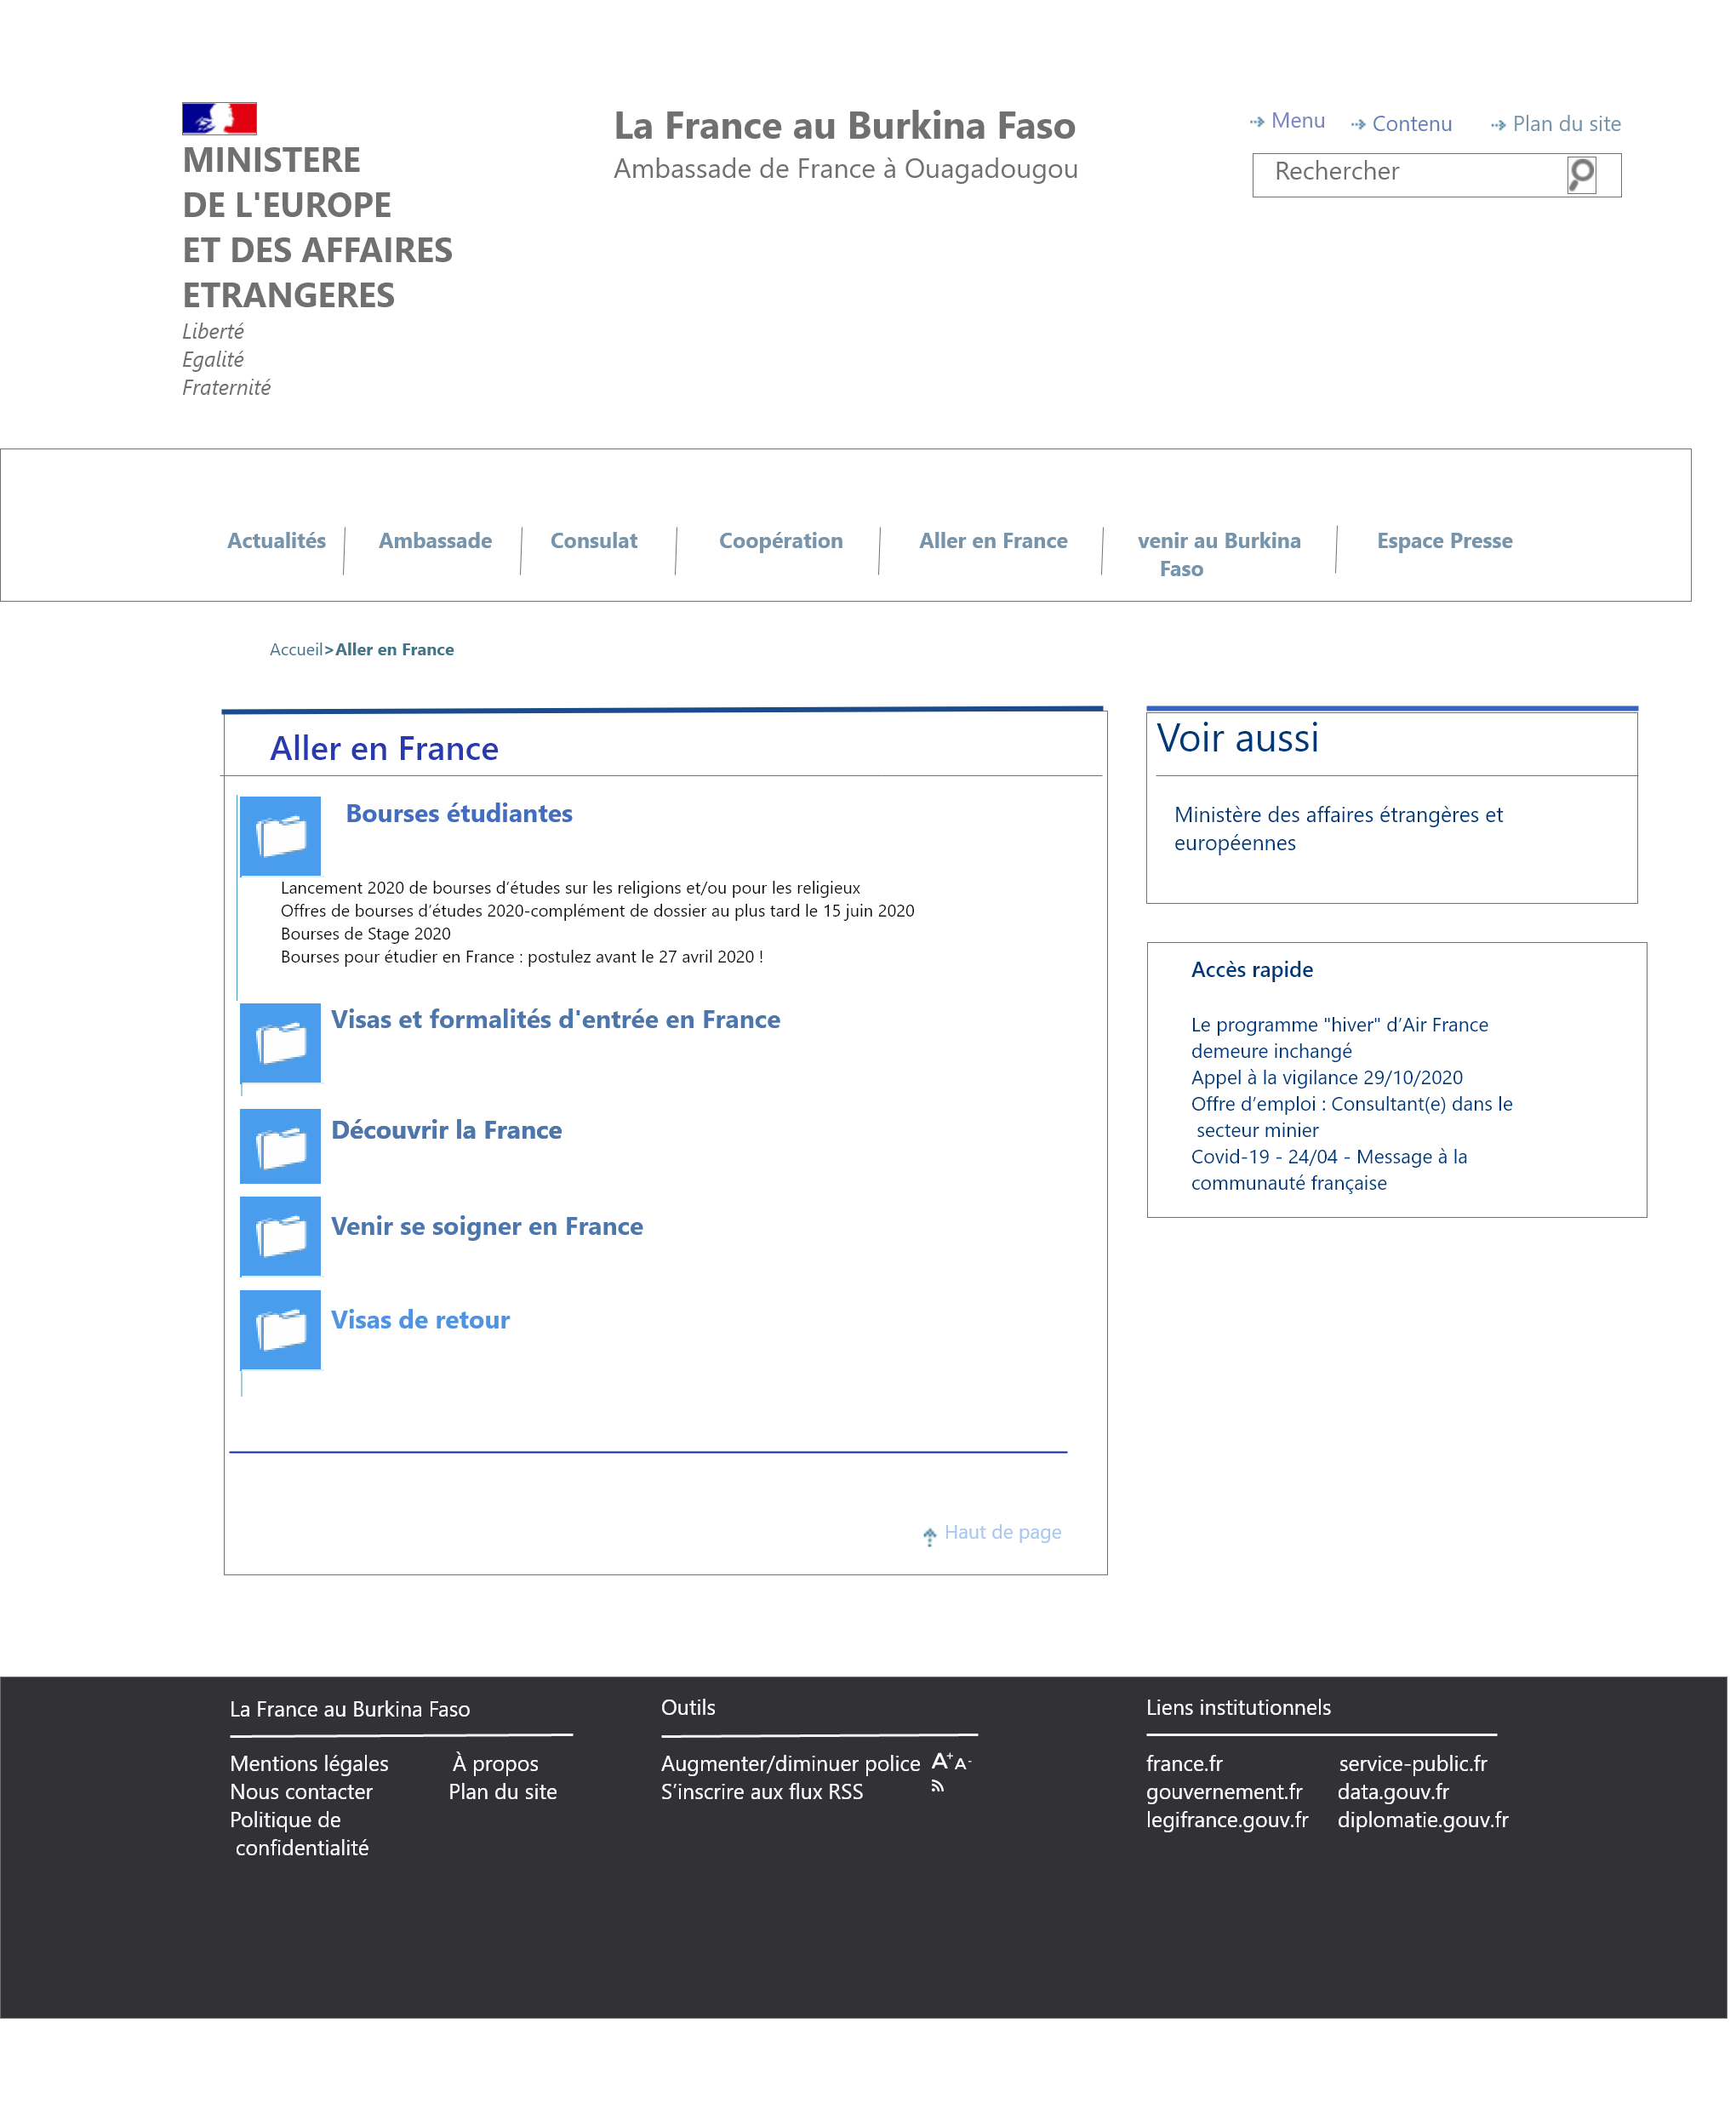 MINISTERE
DE L'EUROPE
ET DES AFFAIRES
ETRANGERES
Liberté
Egalité
Fraternité
La France au Burkina Faso
Ambassade de France à Ouagadougou
Menu
Contenu
Plan du site
Rechercher
Actualités
Ambassade
Consulat
Coopération
Aller en France
venir au Burkina
Faso
Espace Presse
Accueil>Aller en France
Aller en France
Bourses étudiantes
Lancement 2020 de bourses d’études sur les religions et/ou pour les religieux
Offres de bourses d’études 2020-complément de dossier au plus tard le 15 juin 2020
Bourses de Stage 2020
Bourses pour étudier en France : postulez avant le 27 avril 2020 !
Visas et formalités d'entrée en France
Découvrir la France
Venir se soigner en France
Visas de retour
Haut de page
Voir aussi
Ministère des affaires étrangères et
européennes
Accès rapide
Le programme "hiver" d’Air France
demeure inchangé
Appel à la vigilance 29/10/2020
Offre d’emploi : Consultant(e) dans le
secteur minier
Covid-19 - 24/04 - Message à la
communauté française
La France au Burkina Faso
Mentions légales
À propos
Nous contacter
Plan du site
Politique de
confidentialité
Outils
Augmenter/diminuer police A+ A-
S’inscrire aux flux RSS
Liens institutionnels
france.fr
service-public.fr
gouvernement.fr
data.gouv.fr
legifrance.gouv.fr
diplomatie.gouv.fr